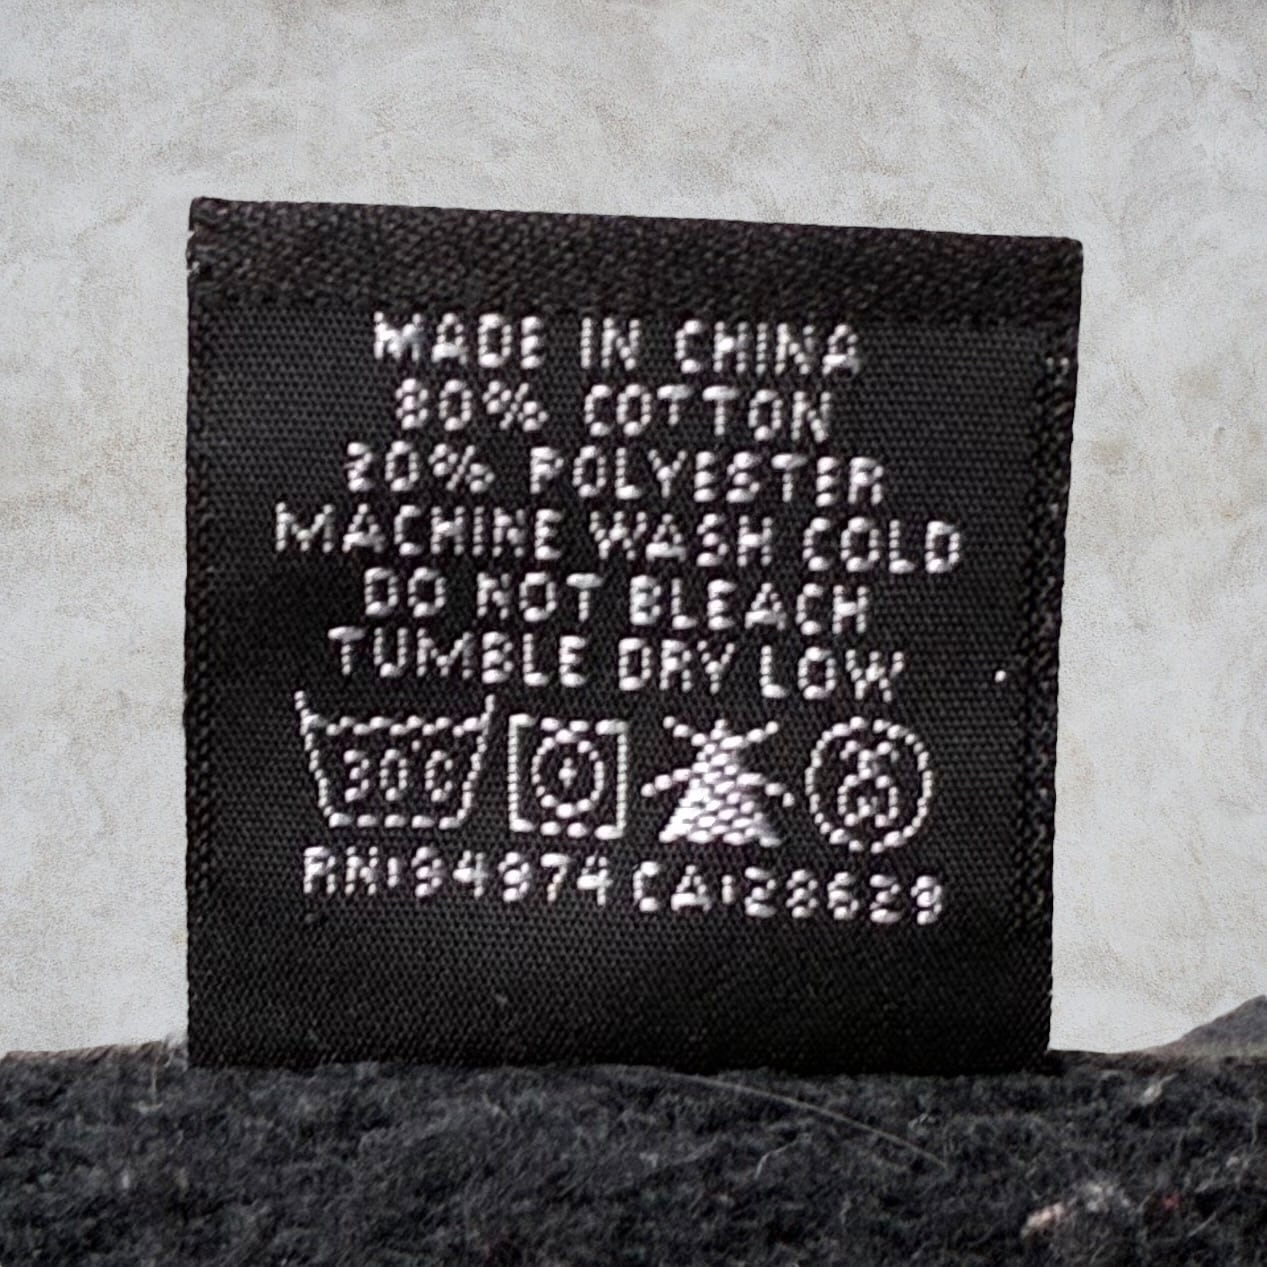 MADE IN CHINA
80% COTTON
20% POLYESTER
MACHINE WASH COLD
DO NOT BLEACH
TUMBLE DRY LOW
30°C
RN:94974 CA:28629